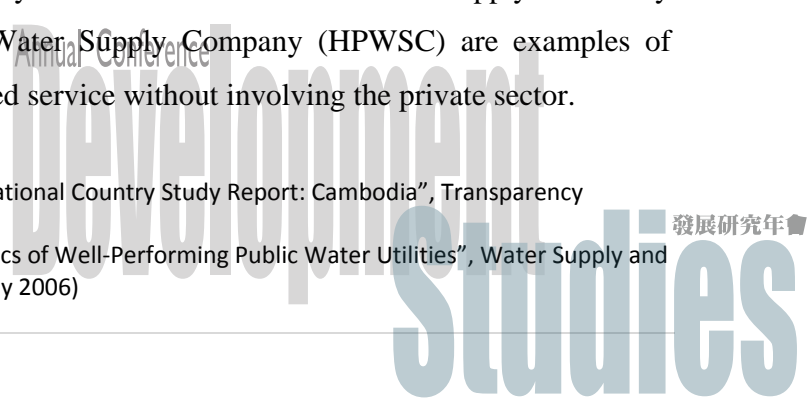 Water Supply Company (HPWSC) are examples of
Annual Conference
ed service without involving the private sector.
Development
ational Country Study Report: Cambodia”, Transparency
Studies
發展研究年會
cs of Well-Performing Public Water Utilities”, Water Supply and
y 2006)